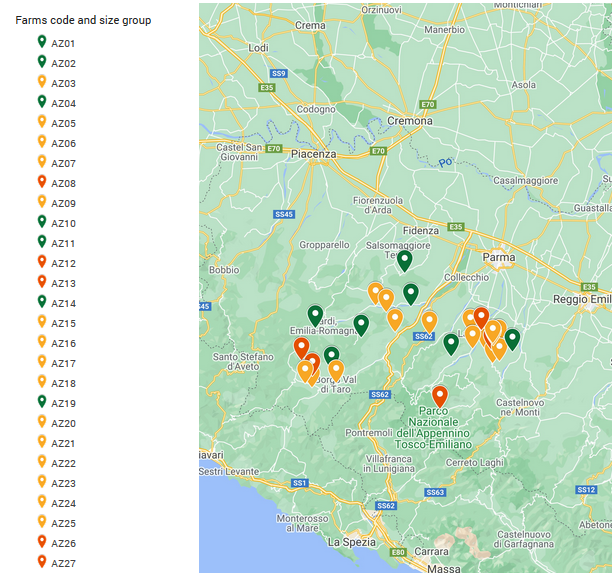 Farms code and size group
AZ01
AZ02
AZ03
AZ04
AZ05
AZ06
AZ07
AZ08
AZ09
AZ10
AZ11
AZ12
AZ13
AZ14
AZ15
AZ16
AZ17
AZ18
AZ19
AZ20
AZ21
AZ22
AZ23
AZ24
AZ25
AZ26
AZ27
Orzinuovi
Montichiari
Crema
Manerbio
Lodi
SS9
E35
Asola
E70
Codogno
Cremona
Castel San
Giovanni
E70
Piacenza
E70
PO
Casalmaggiore
Fiorenzuola
d'Arda
Guastalla
SS45
Fidenza
E35
Gropparello
Salsomaggiore
Parma
Bobbio
Collecchio
E35
Reggio Emil
S45
Emilia-Romagna
SS62
Santo Stefano
d'Aveto
Val
di Taro
SS62
Parco
Nazionale
dell'Appennino
Tosco-Emiliano
Castelnovo
ne' Monti
Pontremoli
iavari
Sestri Levante
Villafranca
in Lunigiana
Cerreto Laghi
SS1
SS63
SS12
SS62
Monterosso
al Mare
Abetone
Castelnuovo
di Garfagnana
La Spezia
E80
Carrara
Massa